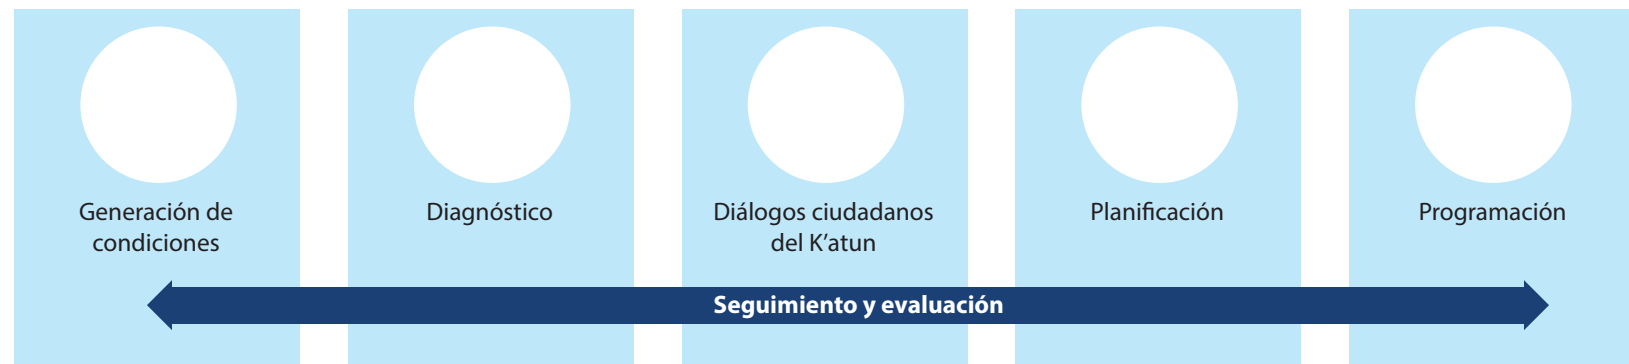 Generación de
condiciones
Diagnóstico
Diálogos ciudadanos
del K’atun
Planificación
Programación
Seguimiento y evaluación